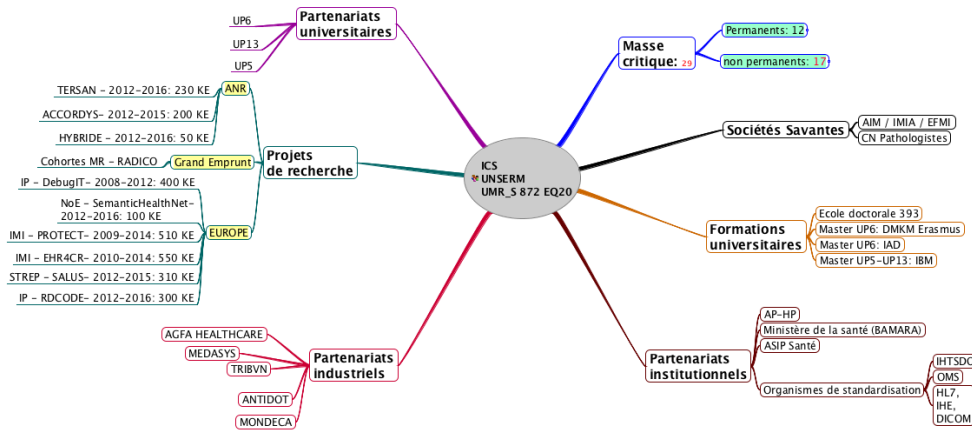 ICS
UNSERM
UMR_S 872 EQ20
Partenariats
universitaires
UP6
UP13
UP5
Projets
de recherche
ANR
TERSAN - 2012-2016: 230 KE
ACCORDYS- 2012-2015: 200 KE
HYBRIDE - 2012-2016: 50 KE
Grand Emprunt
Cohortes MR - RADICO
EUROPE
IP - DebugIT- 2008-2012: 400 KE
NoE - SemanticHealthNet-
2012-2016: 100 KE
IMI - PROTECT- 2009-2014: 510 KE
IMI - EHR4CR- 2010-2014: 550 KE
STREP - SALUS- 2012-2015: 310 KE
IP - RDCODE- 2012-2016: 300 KE
Partenariats
industriels
AGFA HEALTHCARE
MEDASYS
TRIBVN
ANTIDOT
MONDECA
Masse
critique: 29
Permanents: 12
non permanents: 17
Sociétés Savantes
AIM / IMIA / EFMI
CN Pathologistes
Formations
universitaires
Ecole doctorale 393
Master UP6: DMKM Erasmus
Master UP6: IAD
Master UP5-UP13: IBM
Partenariats
institutionnels
AP-HP
Ministère de la santé (BAMARA)
ASIP Santé
Organismes de standardisation
IHTSDO
OMS
HL7,
IHE,
DICOM